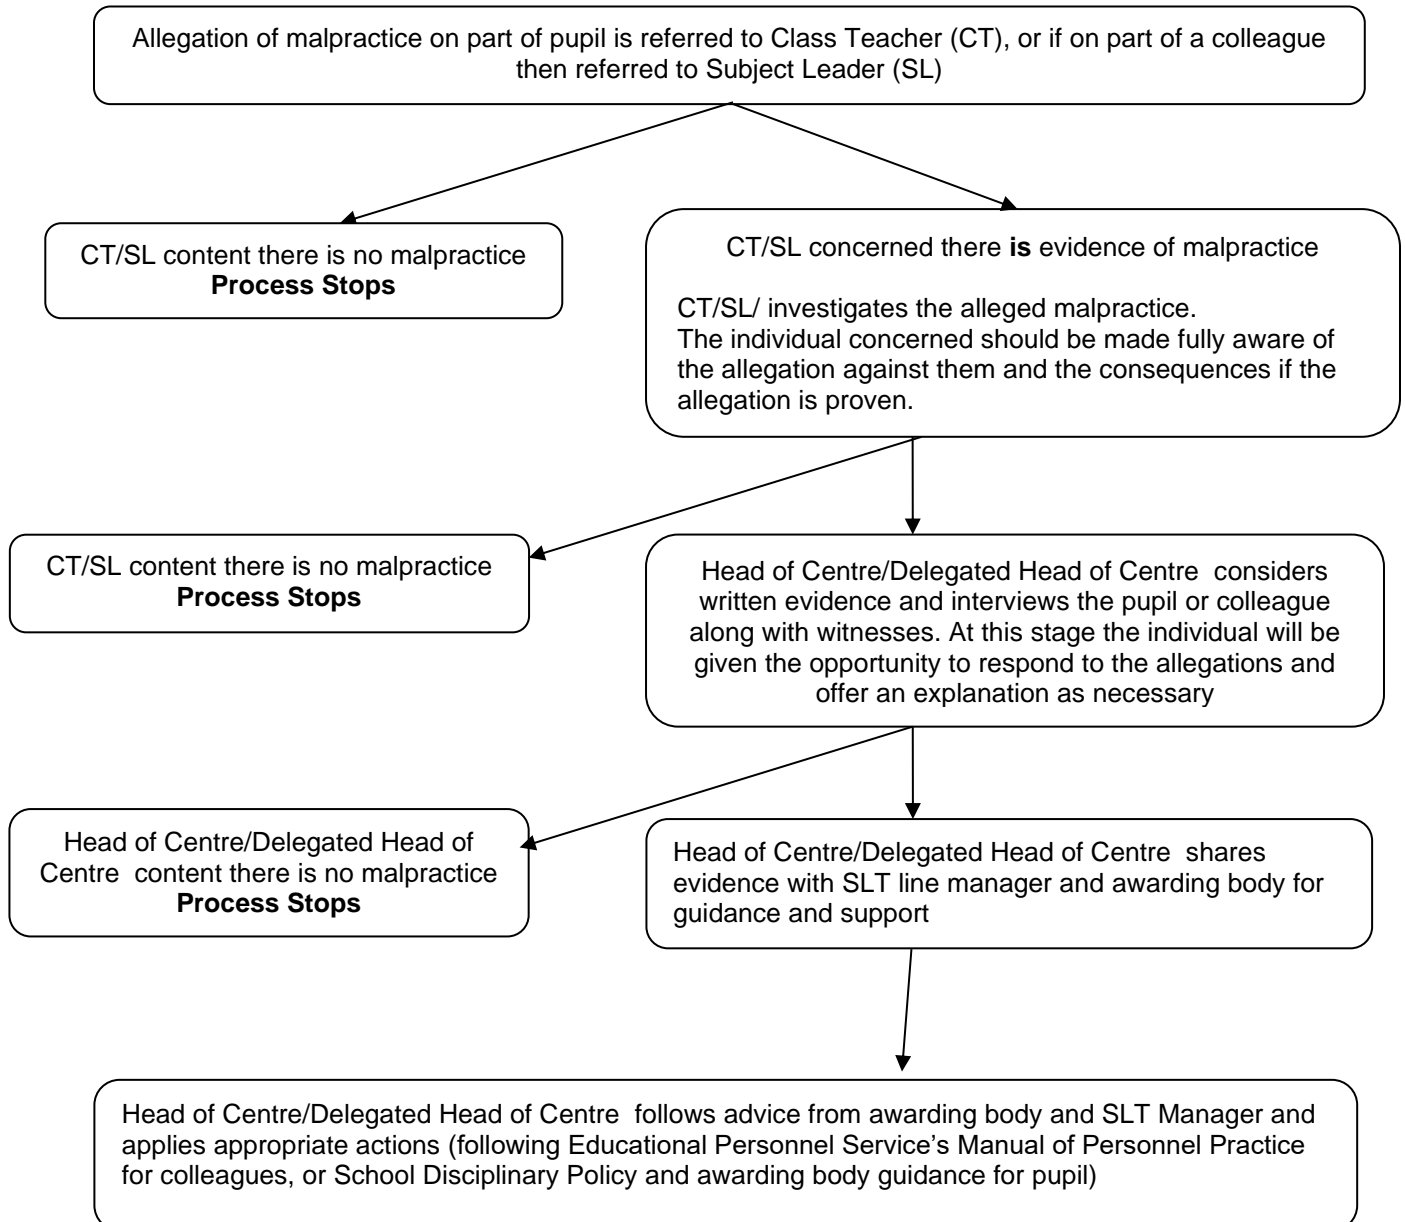 Allegation of malpractice on part of pupil is referred to Class Teacher (CT), or if on part of a colleague
then referred to Subject Leader (SL)
CT/SL content there is no malpractice
Process Stops
CT/SL concerned there is evidence of malpractice
CT/SL/ investigates the alleged malpractice.
The individual concerned should be made fully aware of
the allegation against them and the consequences if the
allegation is proven.
CT/SL content there is no malpractice
Process Stops
Head of Centre/Delegated Head of Centre considers
written evidence and interviews the pupil or colleague
along with witnesses. At this stage the individual will be
given the opportunity to respond to the allegations and
offer an explanation as necessary
Head of Centre/Delegated Head of
Centre content there is no malpractice
Process Stops
Head of Centre/Delegated Head of Centre shares
evidence with SLT line manager and awarding body for
guidance and support
Head of Centre/Delegated Head of Centre follows advice from awarding body and SLT Manager and
applies appropriate actions (following Educational Personnel Service's Manual of Personnel Practice
for colleagues, or School Disciplinary Policy and awarding body guidance for pupil)